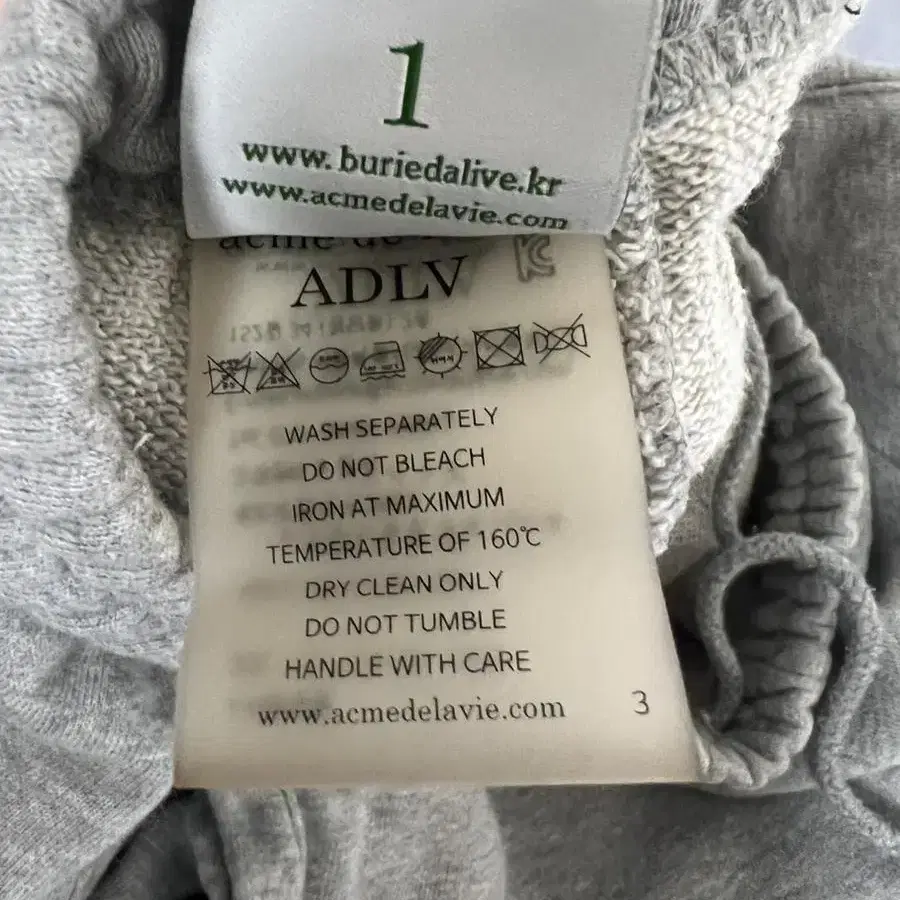 1
www.buriedalive.kr
www.acmedelavie.com
ADLV
WASH SEPARATELY
DO NOT BLEACH
IRON AT MAXIMUM
TEMPERATURE OF 160℃
DRY CLEAN ONLY
DO NOT TUMBLE
HANDLE WITH CARE
www.acmedelavie.com 3